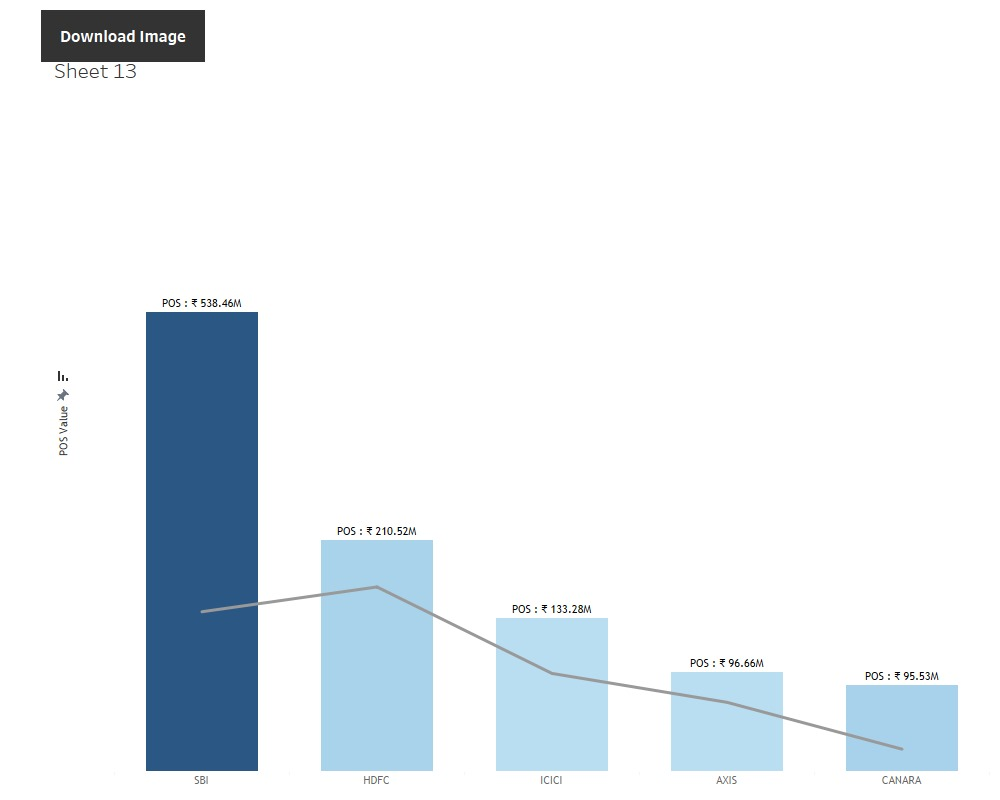 Download Image
Sheet 13
POS : ₹ 538.46M
POS : ₹ 210.52M
POS : ₹ 133.28M
POS : ₹ 96.66M
POS : ₹ 95.53M
POS Value
SBI
HDFC
ICICI
AXIS
CANARA